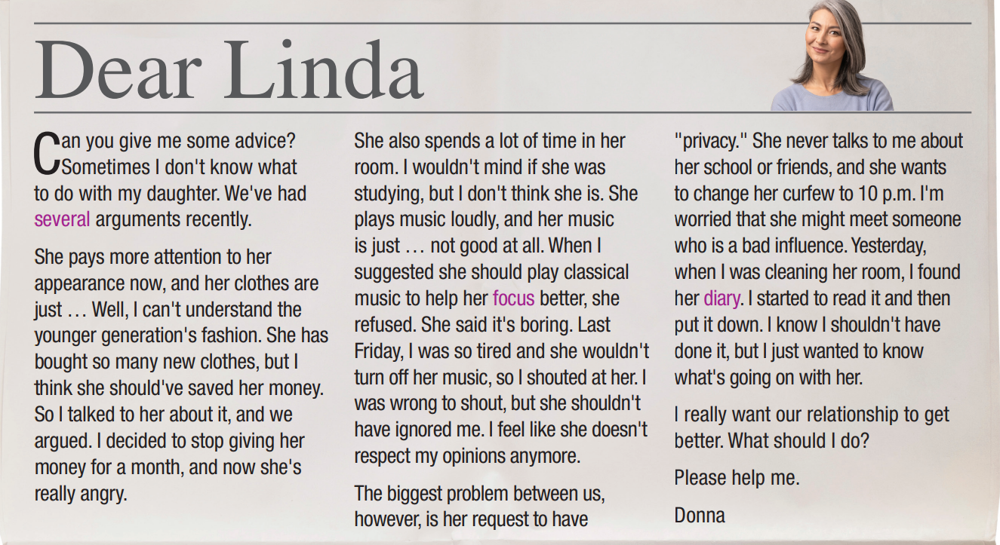 Dear Linda
Can you give me some advice?
Sometimes I don't know what
to do with my daughter. We've had
several arguments recently.
She pays more attention to her
appearance now, and her clothes are
just … Well, I can't understand the
younger generation's fashion. She has
bought so many new clothes, but I
think she should've saved her money.
So I talked to her about it, and we
argued. I decided to stop giving her
money for a month, and now she's
really angry.
She also spends a lot of time in her
room. I wouldn't mind if she was
studying, but I don't think she is. She
plays music loudly, and her music
is just … not good at all. When I
suggested she should play classical
music to help her focus better, she
refused. She said it's boring. Last
Friday, I was so tired and she wouldn't
turn off her music, so I shouted at her. I
was wrong to shout, but she shouldn't
have ignored me. I feel like she doesn't
respect my opinions anymore.
The biggest problem between us,
however, is her request to have
"privacy." She never talks to me about
her school or friends, and she wants
to change her curfew to 10 p.m. I'm
worried that she might meet someone
who is a bad influence. Yesterday,
when I was cleaning her room, I found
her diary. I started to read it and then
put it down. I know I shouldn't have
done it, but I just wanted to know
what's going on with her.
I really want our relationship to get
better. What should I do?
Please help me.
Donna